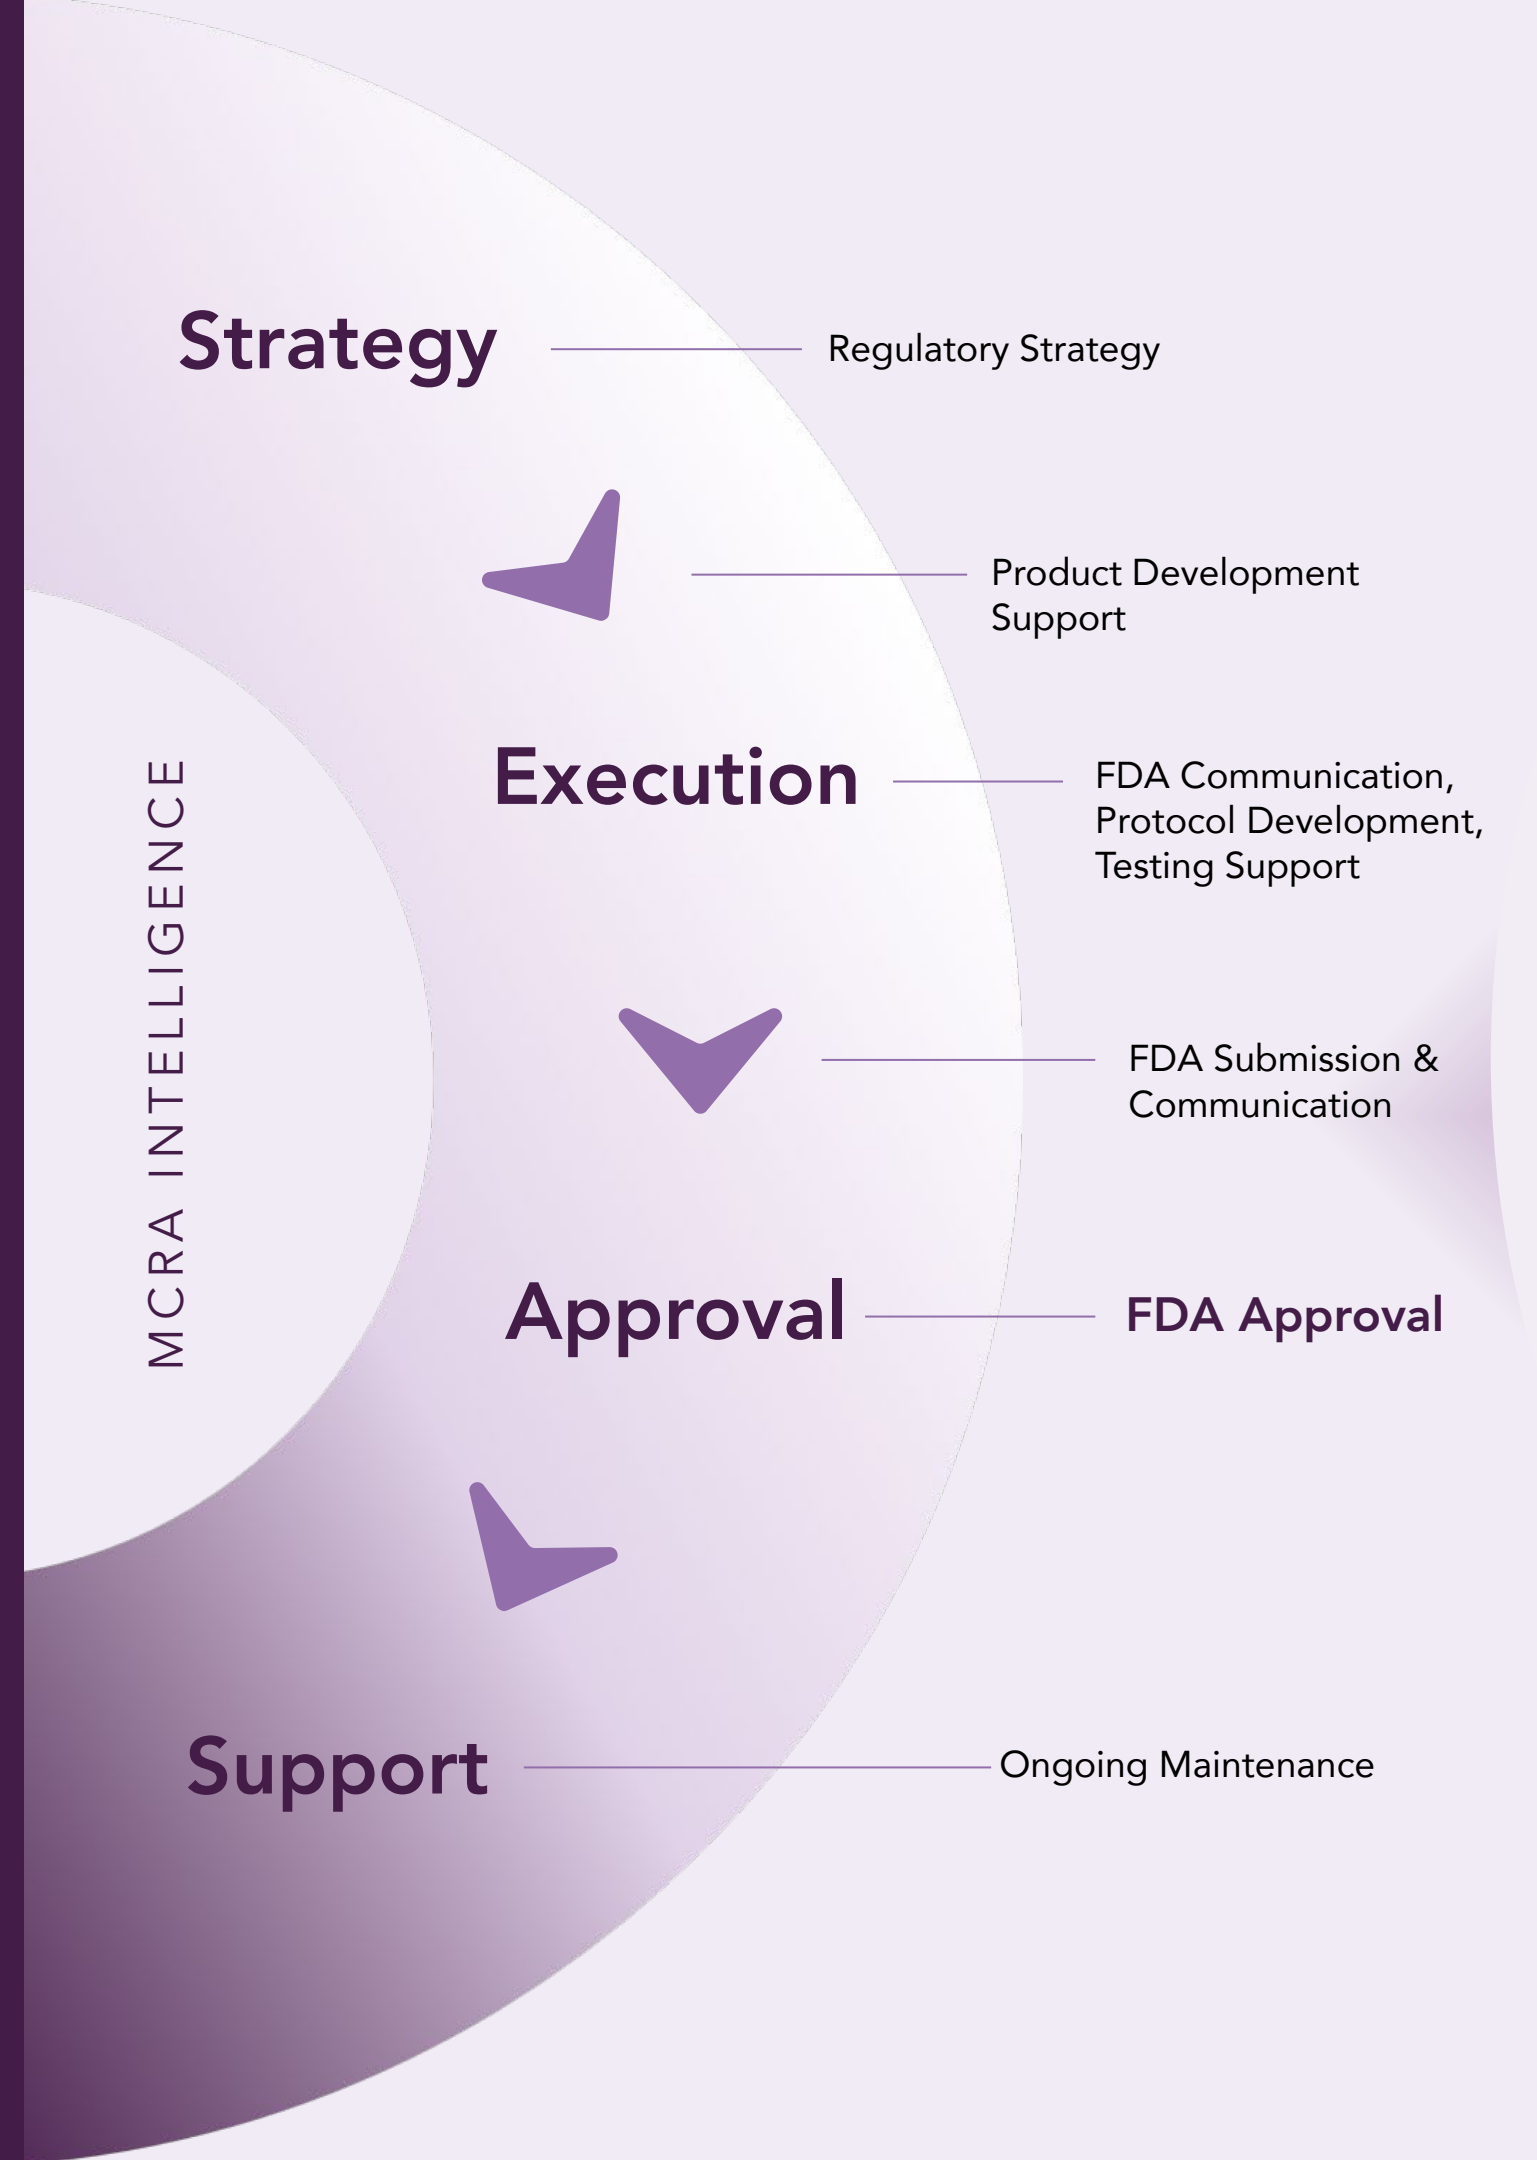 Strategy
Regulatory Strategy
Product Development
Support
Execution
FDA Communication,
Protocol Development,
Testing Support
MCRA INTELLIGENCE
FDA Submission &
Communication
Approval
FDA Approval
Support
Ongoing Maintenance